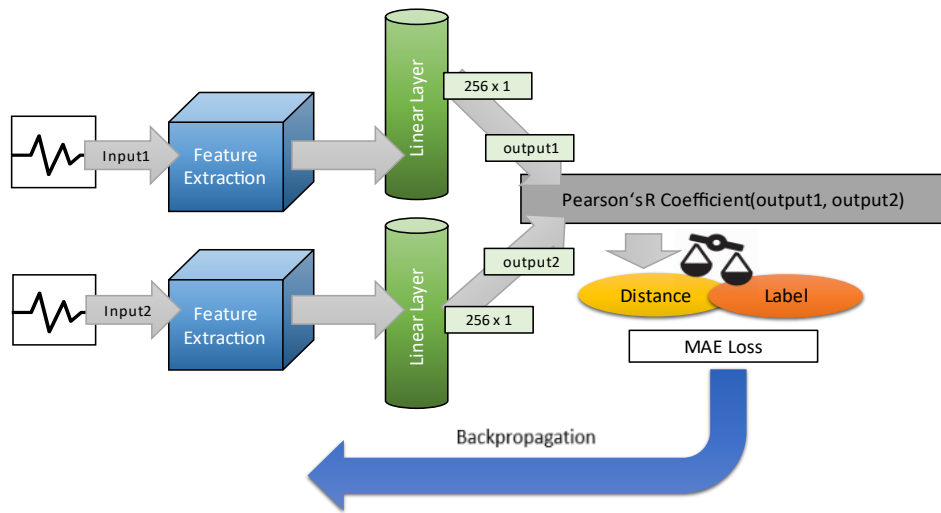 Input1
Feature
Extraction
Linear Layer
256 x 1
output1
Pearson‘s R Coefficient(output1, output2)
Input2
Feature
Extraction
Linear Layer
output2
256 x 1
Distance
Label
MAE Loss
Backpropagation